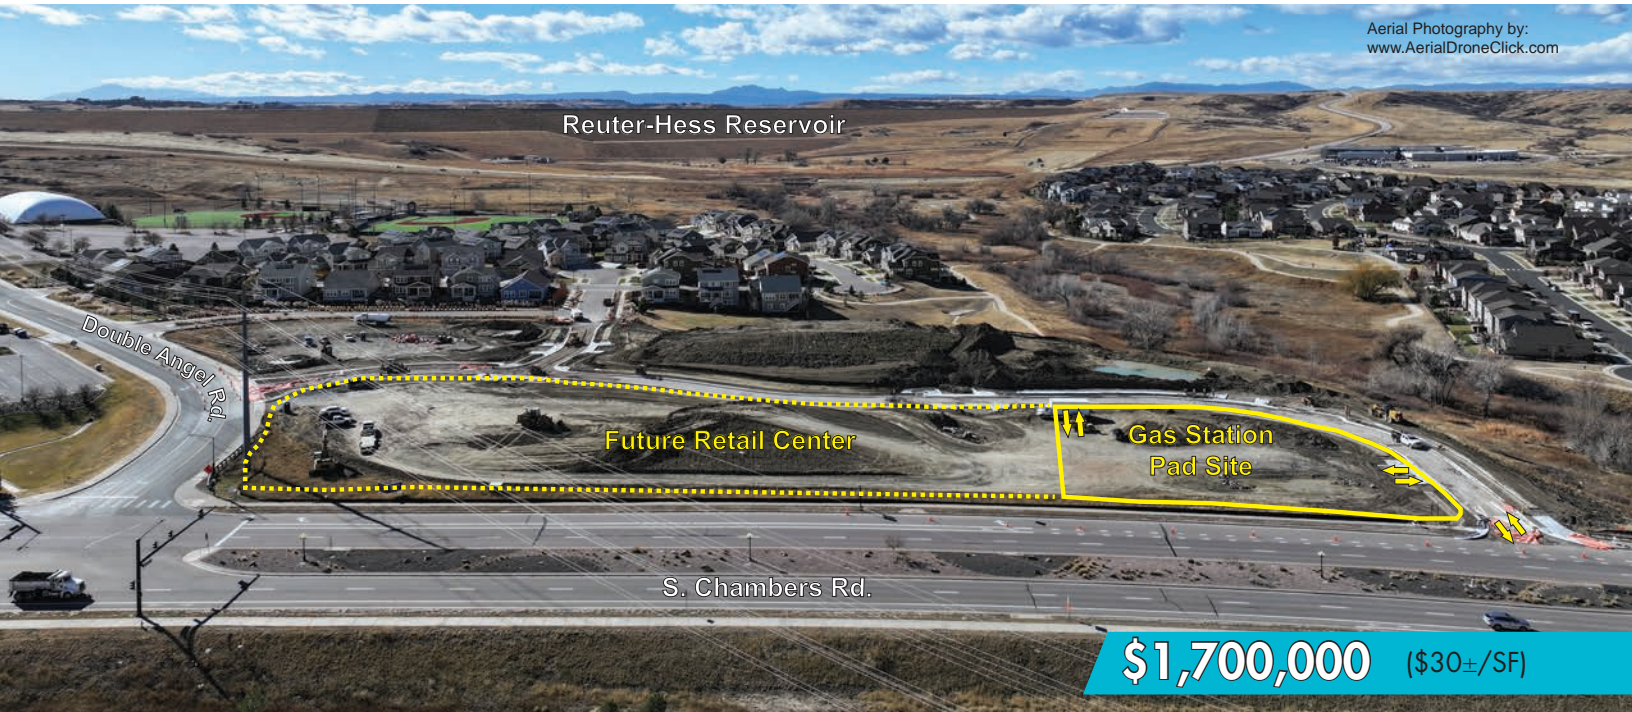 Aerial Photography by:
www.AerialDroneClick.com
Reuter-Hess Reservoir
Double Angel Rd.
Future Retail Center
Gas Station
Pad Site
S. Chambers Rd.
$1,700,000 ($30±/SF)